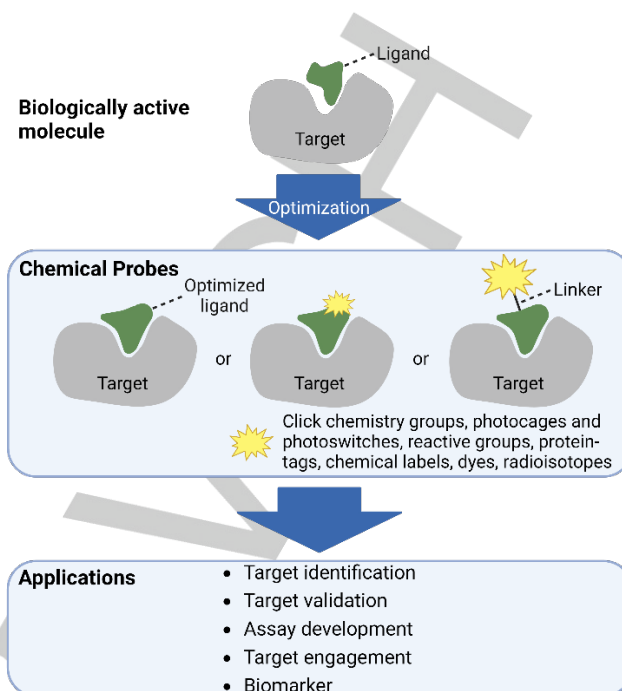 Ligand
Biologically active
molecule
Target
Optimization
Chemical Probes
Optimized
ligand
Linker
Target
or
Target
or
Target
Click chemistry groups, photocages and
photoswitches, reactive groups, protein-
tags, chemical labels, dyes, radioisotopes
Applications
• Target identification
• Target validation
• Assay development
• Target engagement
• Biomarker